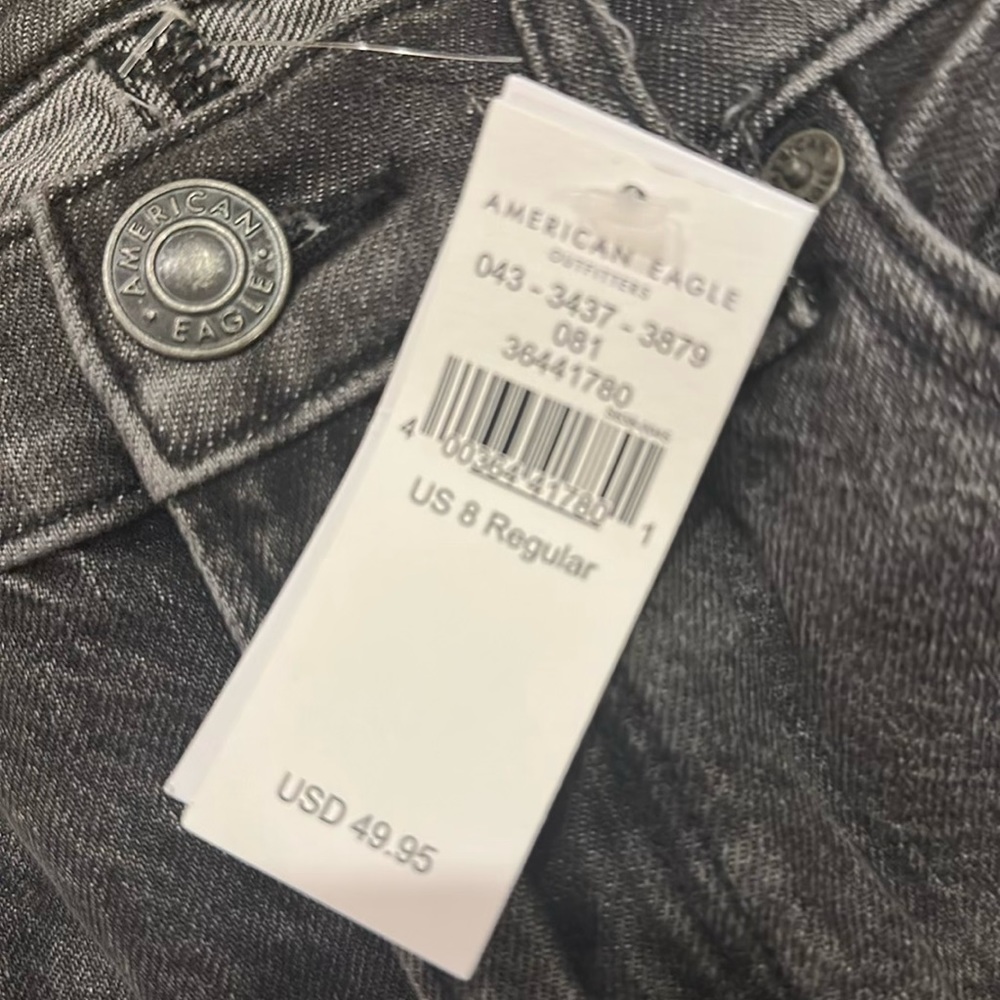 AMERICAN
EAGLE
AMERICAN EAGLE
OUTFITTERS
043 - 3437 - 3879
081
36441780
4 00364 41780 1
US 8 Regular
USD 49.95